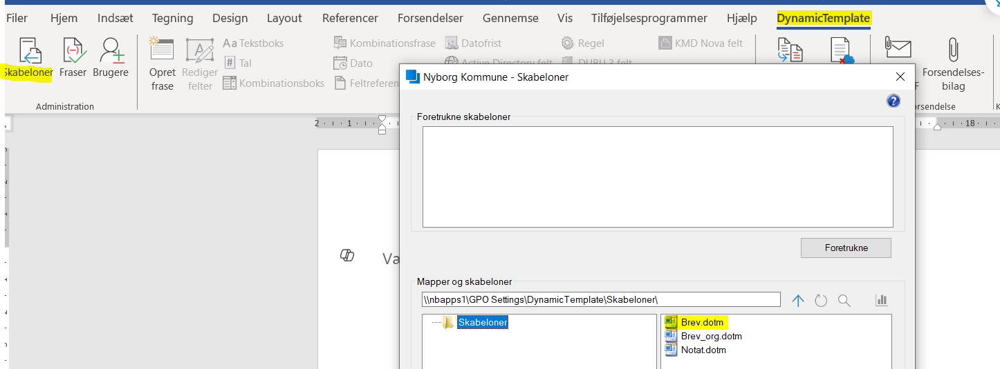 Filer Hjem Indsæt Tegning Design Layout Referencer Forsendelser Gennemse Vis Tilføjelsesprogrammer Hjælp DynamicTemplate
Skabeloner Fraser Brugere
Administration
Opret frase
Rediger felter
Aa Tekstboks
# Tal
Kombinationsboks
Kombinationsfrase
Dato
Datofrist
Active Directory felt
Regel
DUBU 3 felt
KMD Nova felt
Forsendelses-
bilag
Nyborg Kommune - Skabeloner
Foretrukne skabeloner
2 1 18
Foretrukne
Mapper og skabeloner
\\nbapps1\GPO Settings\DynamicTemplate\Skabeloner\
Skabeloner
Brev.dotm
Brev_org.dotm
Notat.dotm